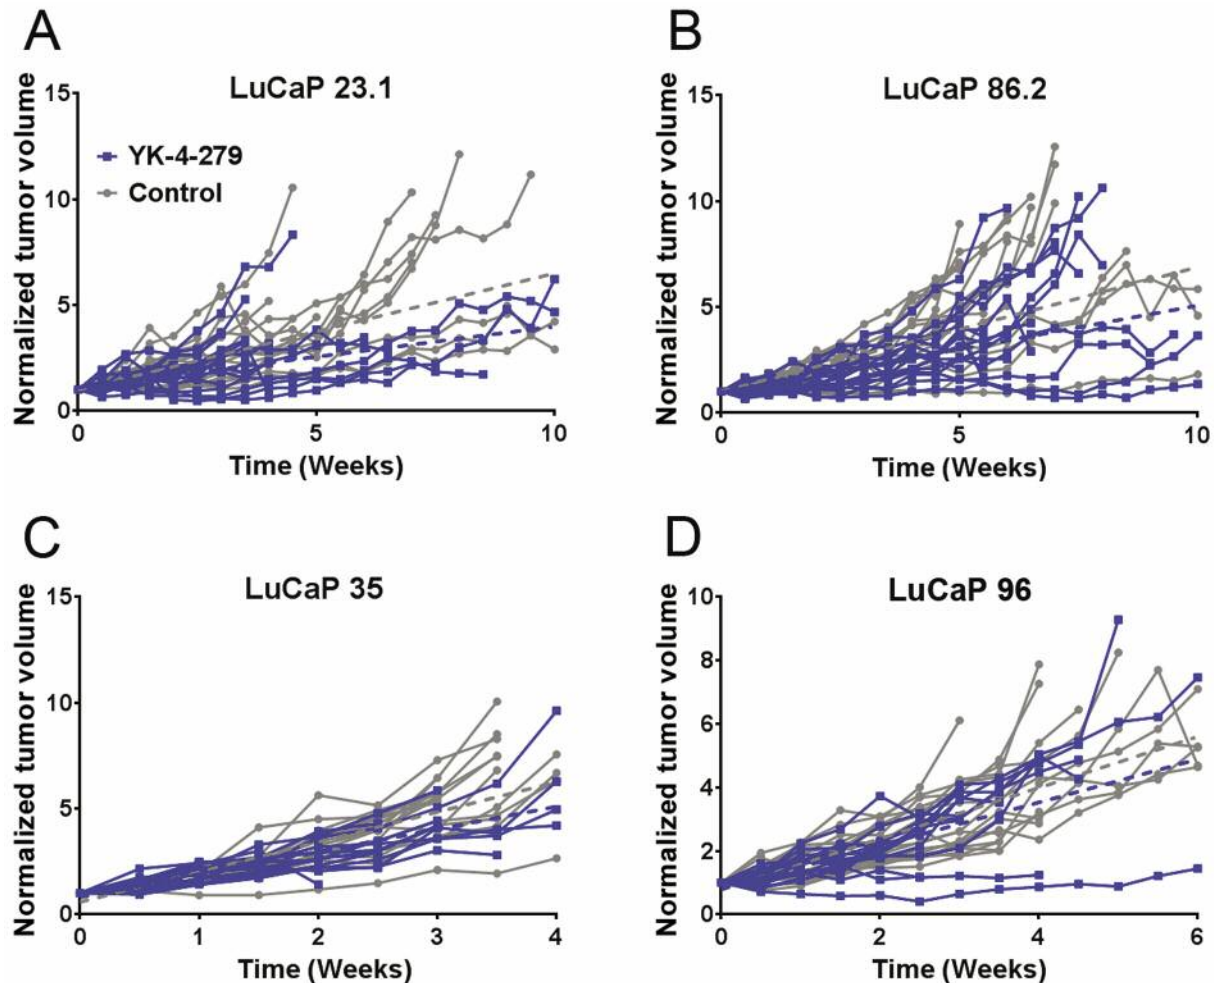 A
LuCaP 23.1
Normalized tumor volume
15
10
5
0
YK-4-279
Control
0 5 10
Time (Weeks)
B
LuCaP 86.2
Normalized tumor volume
15
10
5
0
0 5 10
Time (Weeks)
C
LuCaP 35
Normalized tumor volume
15
10
5
0
0 1 2 3 4
Time (Weeks)
D
LuCaP 96
Normalized tumor volume
10
8
6
4
2
0
0 2 4 6
Time (Weeks)